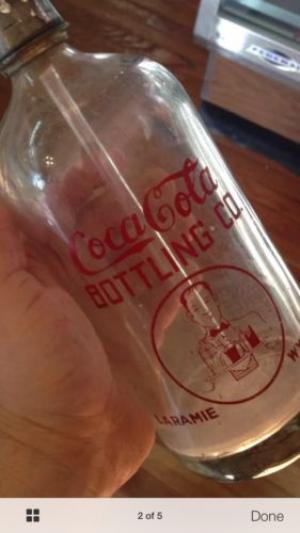 Coca Cola
BOTTLING CO.
LARAMIE
2 of 5
Done